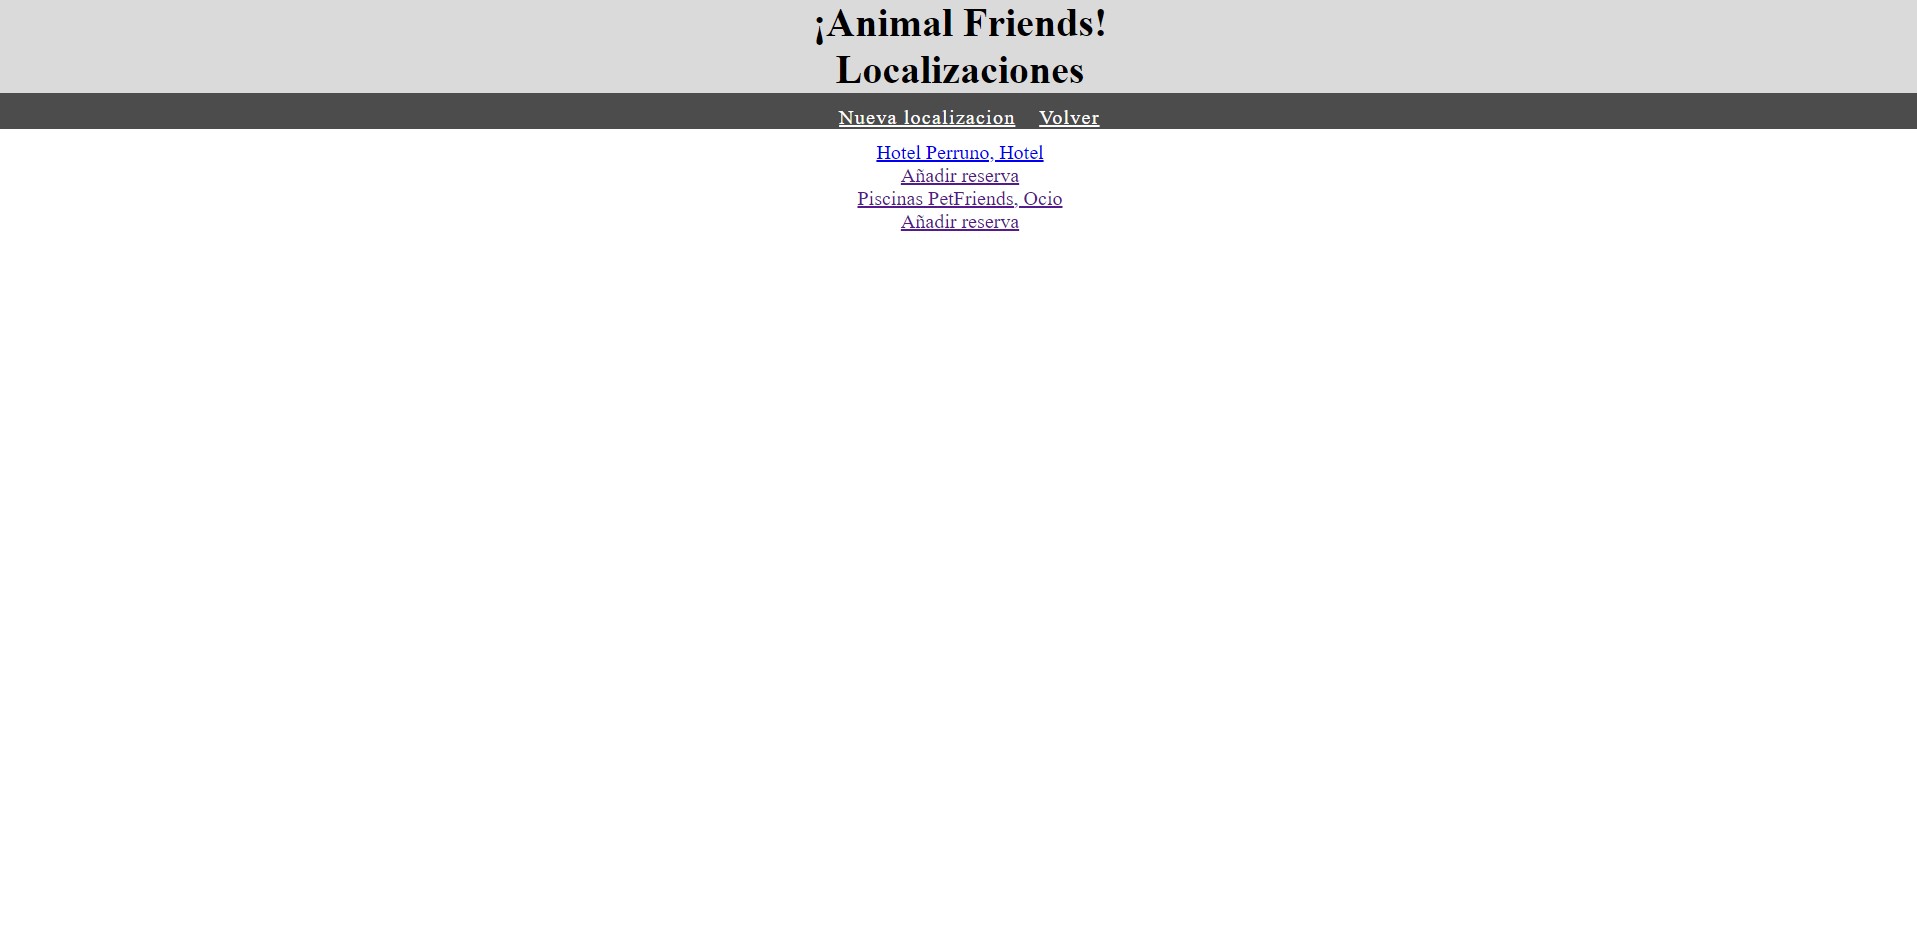 ¡Animal Friends!
Localizaciones
Nueva localizacion Volver
Hotel Perruno, Hotel
Añadir reserva
Piscinas PetFriends, Ocio
Añadir reserva